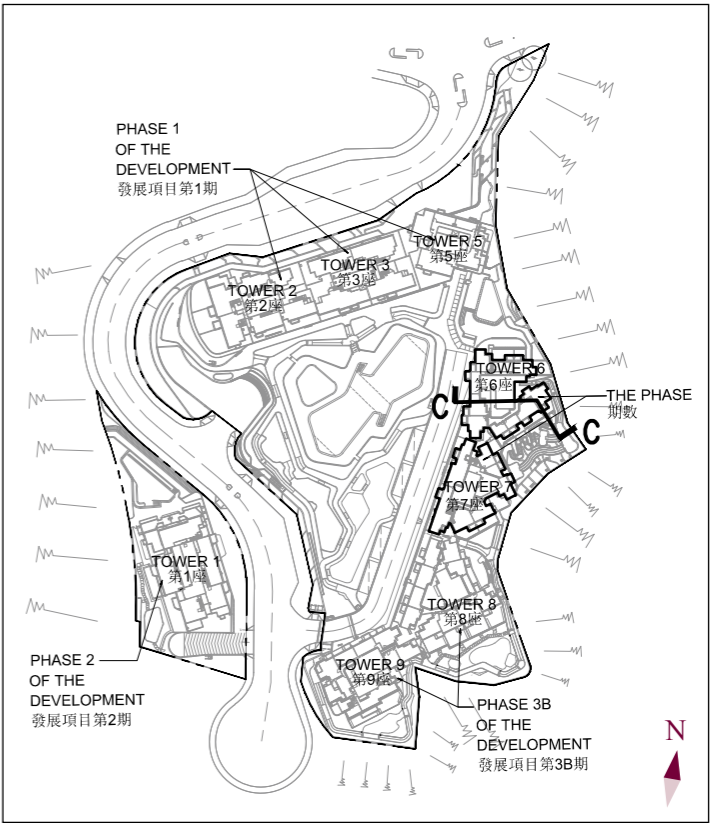 PHASE 1
OF THE
DEVELOPMENT
發展項目第1期
TOWER 5
第5座
TOWER 3
第3座
TOWER 2
第2座
TOWER 6
第6座
THE PHASE
期數
C
C
TOWER 7
第7座
TOWER 1
第1座
TOWER 8
第8座
TOWER 9
第9座
PHASE 2
OF THE
DEVELOPMENT
發展項目第2期
PHASE 3B
OF THE
DEVELOPMENT
發展項目第3B期
N